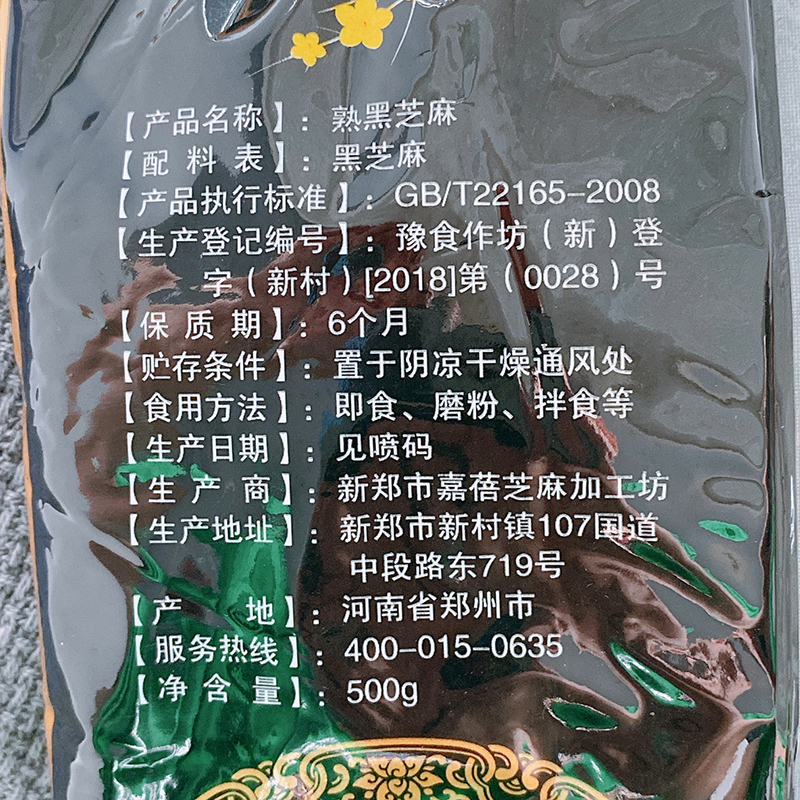 【产品名称】：熟黑芝麻
【配料表】：黑芝麻
【产品执行标准】：GB/T22165-2008
【生产登记编号】：豫食作坊（新）登
字（新村）[2018]第（0028）号
【保质期】：6个月
【贮存条件】：置于阴凉干燥通风处
【食用方法】：即食、磨粉、拌食等
【生产日期】：见喷码
【生产商】：新郑市嘉蓓芝麻加工坊
【生产地址】：新郑市新村镇107国道
中段路东719号
【产地】：河南省郑州市
【服务热线】：400-015-0635
【净含量】：500g